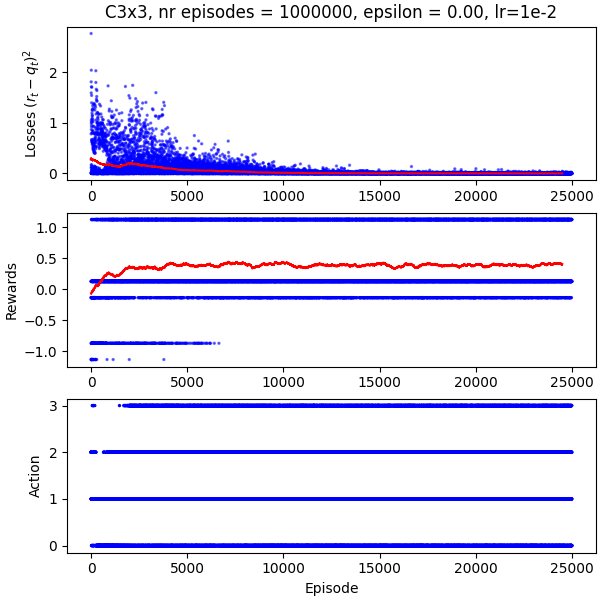 C3x3, nr episodes = 1000000, epsilon = 0.00, lr=1e-2
Losses $(r_t - q_t)^2$
2
1
0
0 5000 10000 15000 20000 25000
Rewards
1.0
0.5
0.0
−0.5
−1.0
0 5000 10000 15000 20000 25000
Action
3
2
1
0
0 5000 10000 15000 20000 25000
Episode